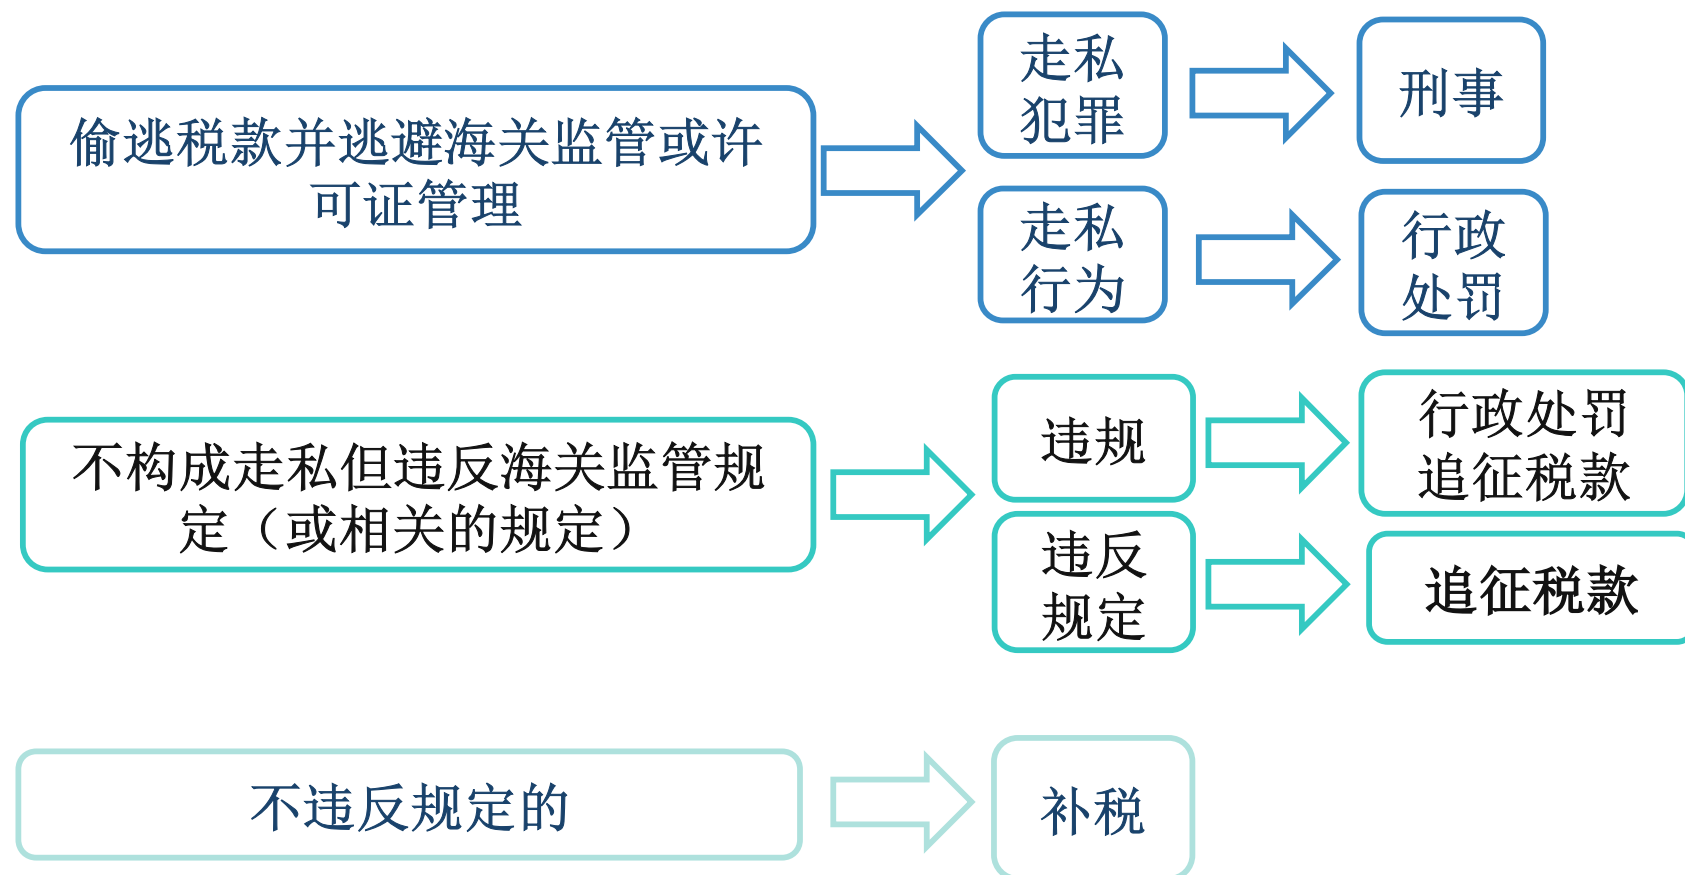 偷逃税款并逃避海关监管或许
可证管理
走私
犯罪
刑事
走私
行为
行政
处罚
不构成走私但违反海关监管规
定（或相关的规定）
违规
行政处罚
追征税款
违反
规定
追征税款
不违反规定的
补税